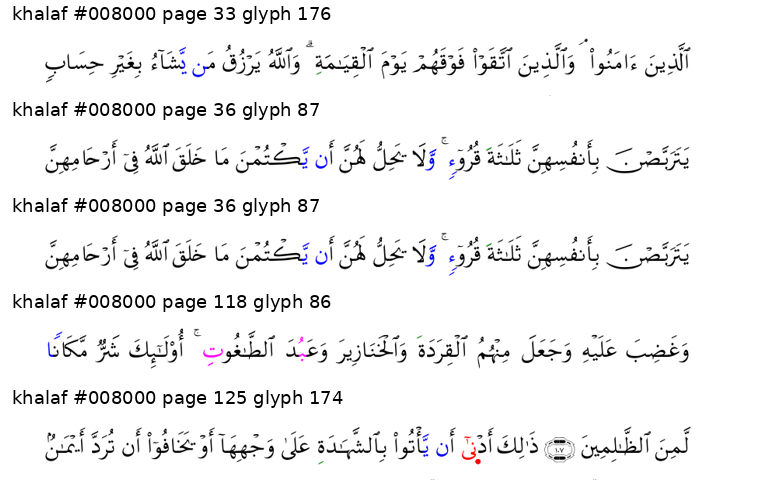 khalaf #008000 page 33 glyph 176
ٱلَّذِينَ ءَامَنُواْ ۘ وَٱلَّذِينَ ٱتَّقَوۡاْ فَوۡقَهُمۡ يَوۡمَ ٱلۡقِيَٰمَةِ ۗ وَٱللَّهُ يَرۡزُقُ مَن يَّشَآءُ بِغَيۡرِ حِسَابٖ
khalaf #008000 page 36 glyph 87
يَتَرَبَّصۡنَ بِأَنفُسِهِنَّ ثَلَٰثَةَ قُرُوٓءٖ ۚ وَّلَا يَحِلُّ لَهُنَّ أَن يَّكۡتُمۡنَ مَا خَلَقَ ٱللَّهُ فِيٓ أَرۡحَامِهِنَّ
khalaf #008000 page 36 glyph 87
يَتَرَبَّصۡنَ بِأَنفُسِهِنَّ ثَلَٰثَةَ قُرُوٓءٖ ۚ وَّلَا يَحِلُّ لَهُنَّ أَن يَّكۡتُمۡنَ مَا خَلَقَ ٱللَّهُ فِيٓ أَرۡحَامِهِنَّ
khalaf #008000 page 118 glyph 86
وَغَضِبَ عَلَيۡهِ وَجَعَلَ مِنۡهُمُ ٱلۡقِرَدَةَ وَٱلۡخَنَازِيرَ وَعَبُدَ ٱلطَّٰغُوتِ ۚ أُوْلَٰٓئِكَ شَرّٞ مَّكَانٗا
khalaf #008000 page 125 glyph 174
لَّمِنَ ٱلظَّٰلِمِينَ ١٠٧ ذَٰلِكَ أَدۡنَىٰٓ أَن يَّأۡتُواْ بِٱلشَّهَٰدَةِ عَلَىٰ وَجۡهِهَآ أَوۡ يَخَافُوٓاْ أَن تُرَدَّ أَيۡمَٰنُۢ